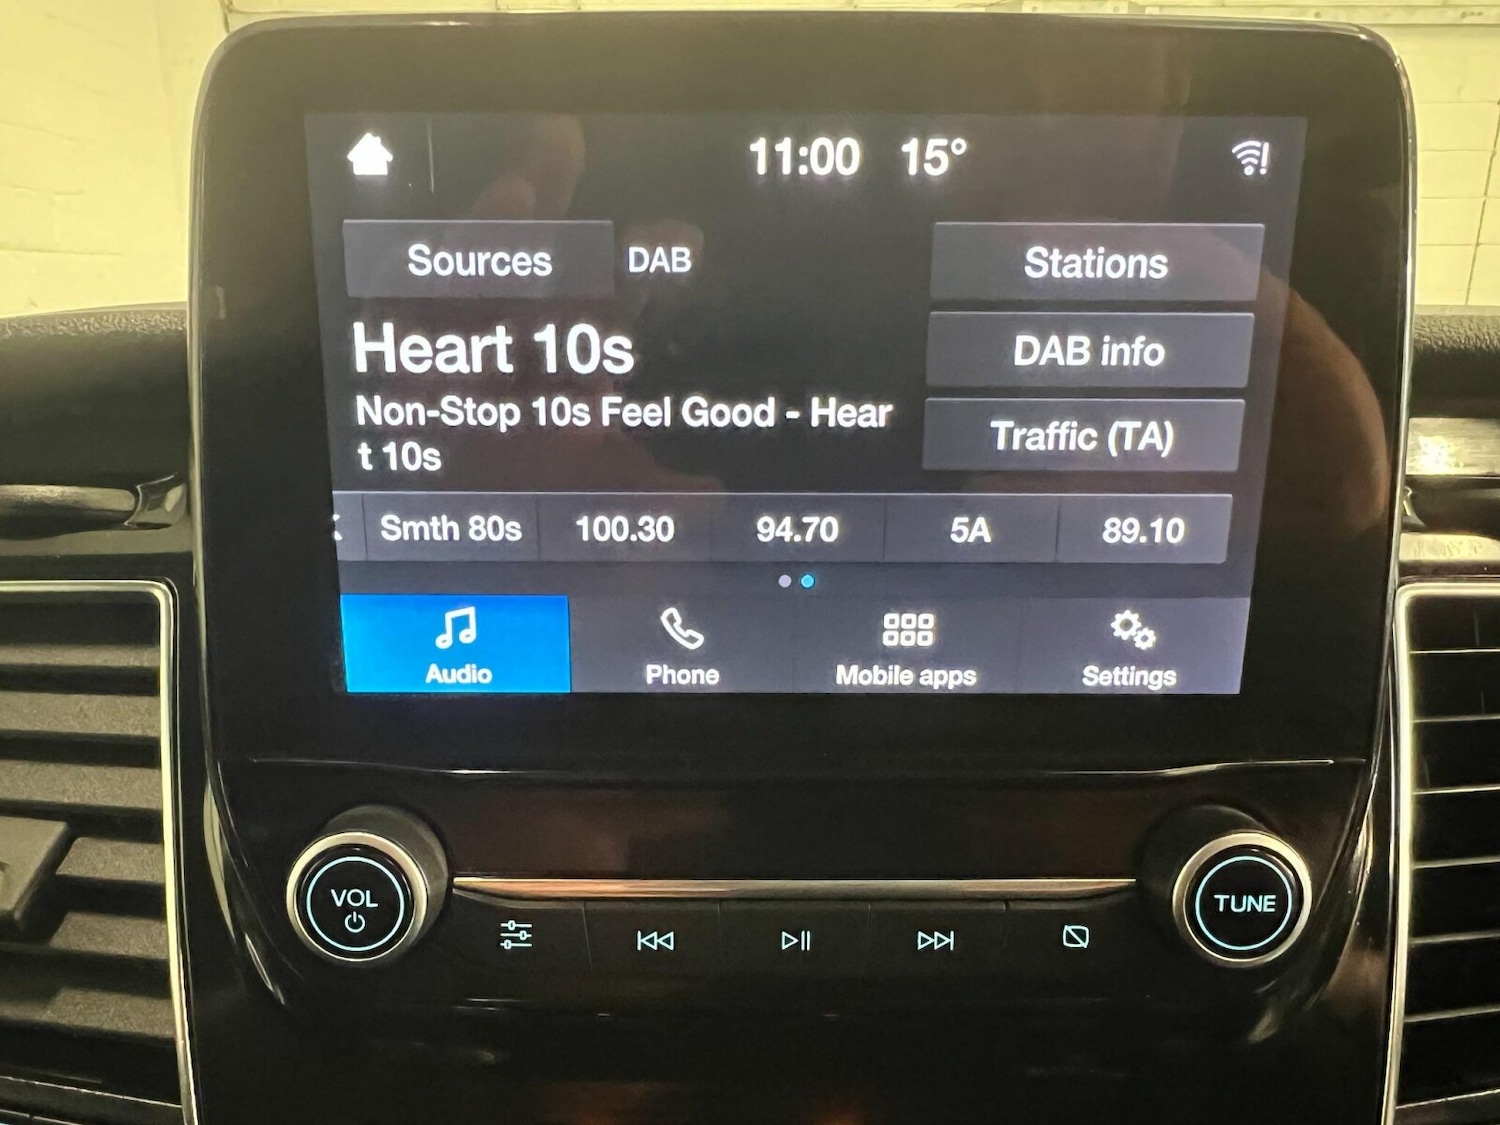 11:00 15°
Sources DAB Stations
Heart 10s
DAB info
Non-Stop 10s Feel Good - Hear
t 10s
Traffic (TA)
Smth 80s 100.30 94.70 5A 89.10
Audio Phone Mobile apps Settings
VOL TUNE